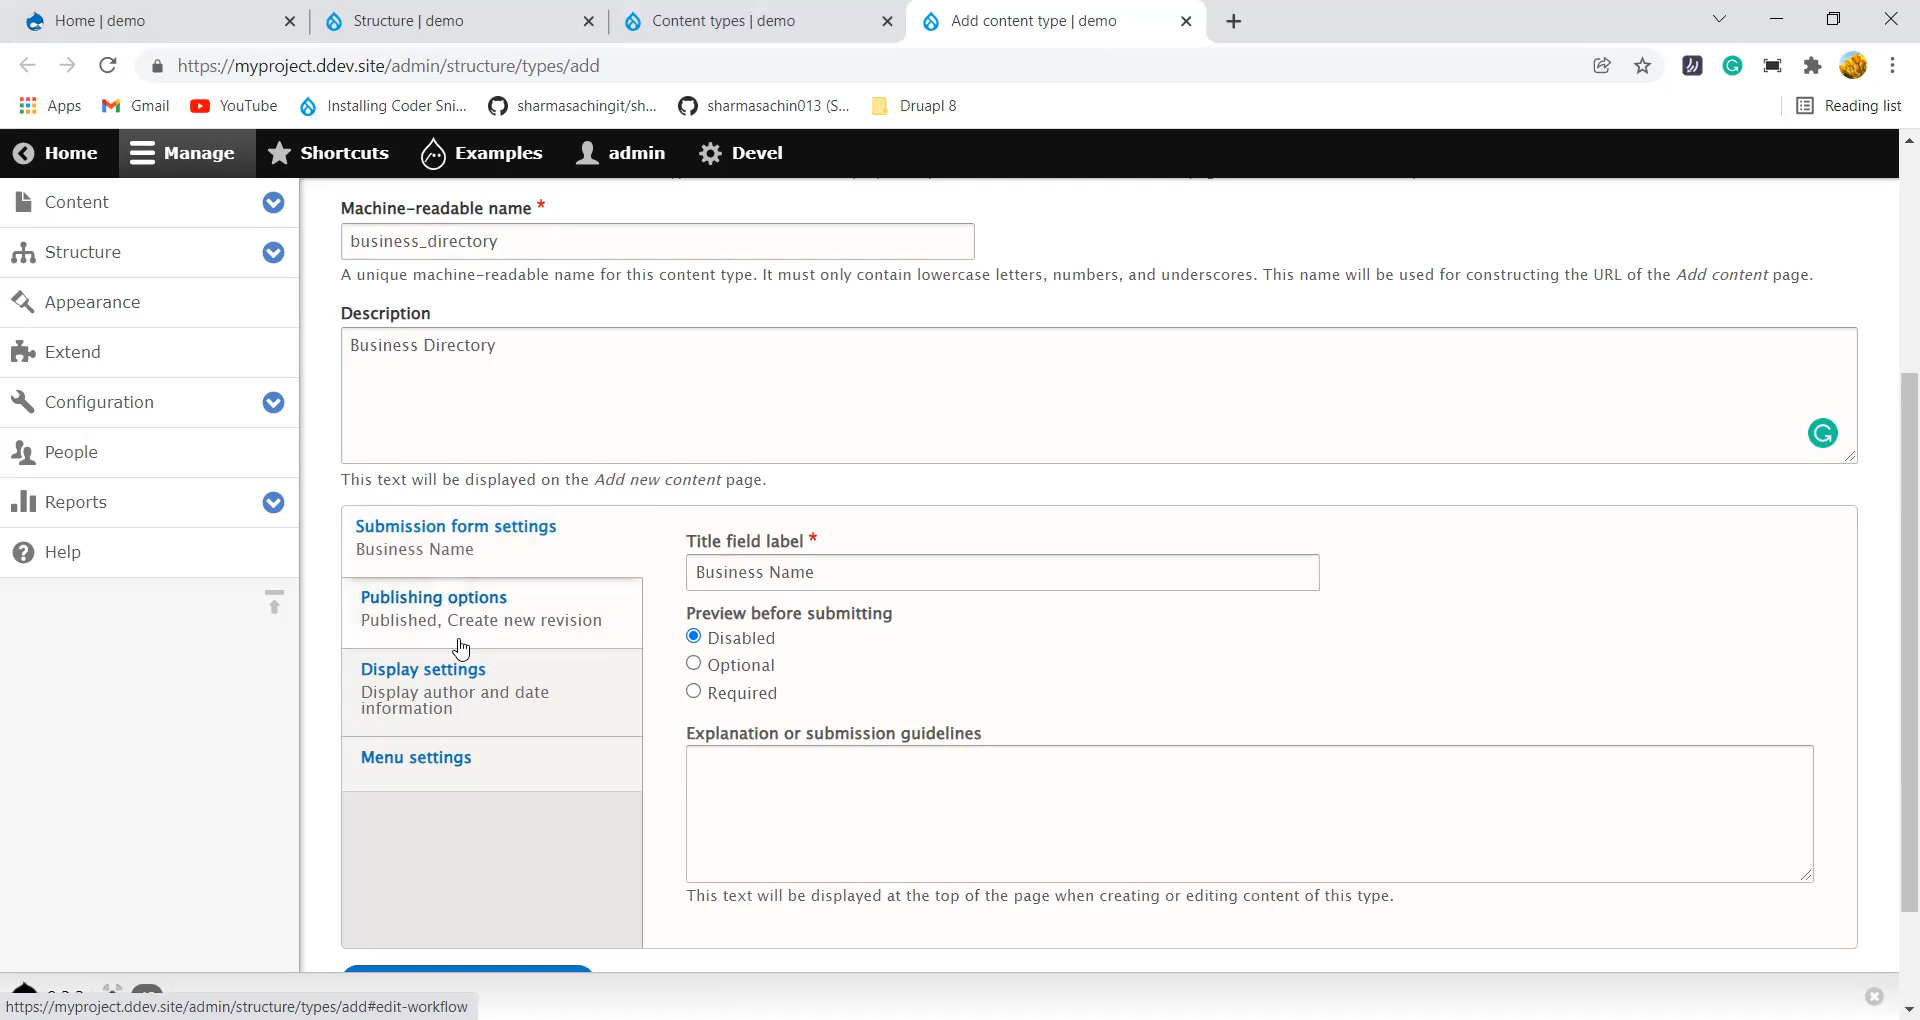 Home | demo
Structure | demo
Content types | demo
Add content type | demo
https://myproject.ddev.site/admin/structure/types/add
Apps
Gmail
YouTube
Installing Coder Sni...
sharmasachingit/sh...
sharmasachin013 (S...
Druapl 8
Reading list
Home
Manage
Shortcuts
Examples
admin
Devel
Content
Structure
Appearance
Extend
Configuration
People
Reports
Help
Machine-readable name *
business_directory
A unique machine-readable name for this content type. It must only contain lowercase letters, numbers, and underscores. This name will be used for constructing the URL of the Add content page.
Description
Business Directory
This text will be displayed on the Add new content page.
Submission form settings
Business Name
Publishing options
Published, Create new revision
Display settings
Display author and date
information
Menu settings
Title field label *
Business Name
Preview before submitting
Disabled
Optional
Required
Explanation or submission guidelines
This text will be displayed at the top of the page when creating or editing content of this type.
https://myproject.ddev.site/admin/structure/types/add#edit-workflow